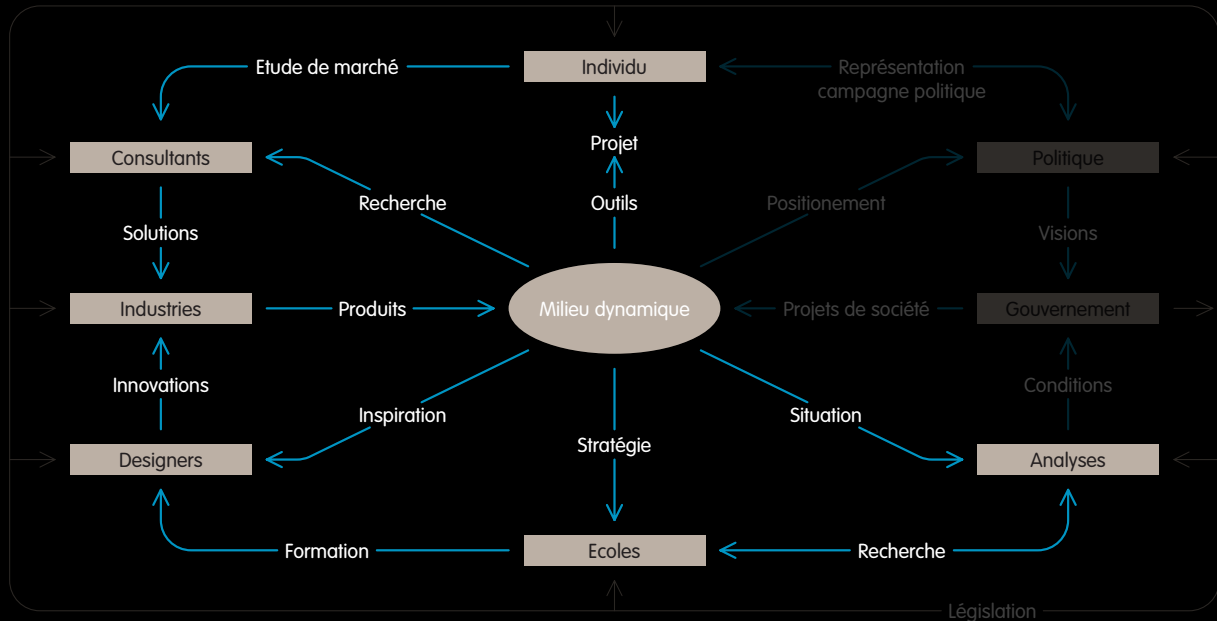 Etude de marché
Individu
Représentation
campagne politique
Projet
Consultants
Politique
Recherche
Outils
Positionement
Solutions
Visions
Industries
Produits
Milieu dynamique
Projets de société
Gouvernement
Innovations
Conditions
Inspiration
Situation
Stratégie
Designers
Analyses
Formation
Ecoles
Recherche
Législation